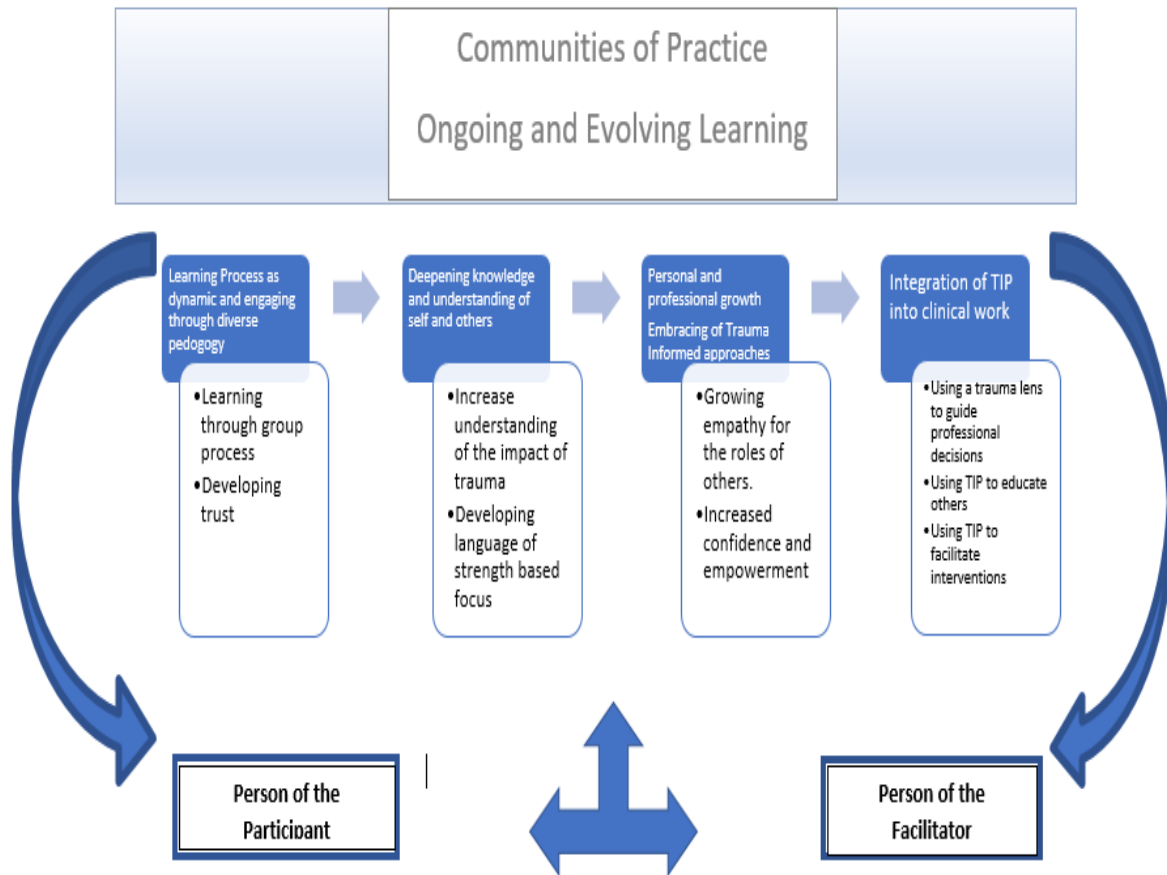 Communities of Practice
Ongoing and Evolving Learning
Learning Process as
dynamic and engaging
through diverse
pedogogy
•Learning
through group
process
•Developing
trust
Deepening knowledge
and understanding of
self and others
•Increase
understanding
of the impact of
trauma
•Developing
language of
strength based
focus
Personal and
professional growth
Embracing of Trauma
Informed approaches
•Growing
empathy for
the roles of
others.
•Increased
confidence and
empowerment
Integration of TIP
into clinical work
•Using a trauma lens
to guide
professional
decisions
•Using TIP to educate
others
•Using TIP to
facilitate
interventions
Person of the
Participant
Person of the
Facilitator